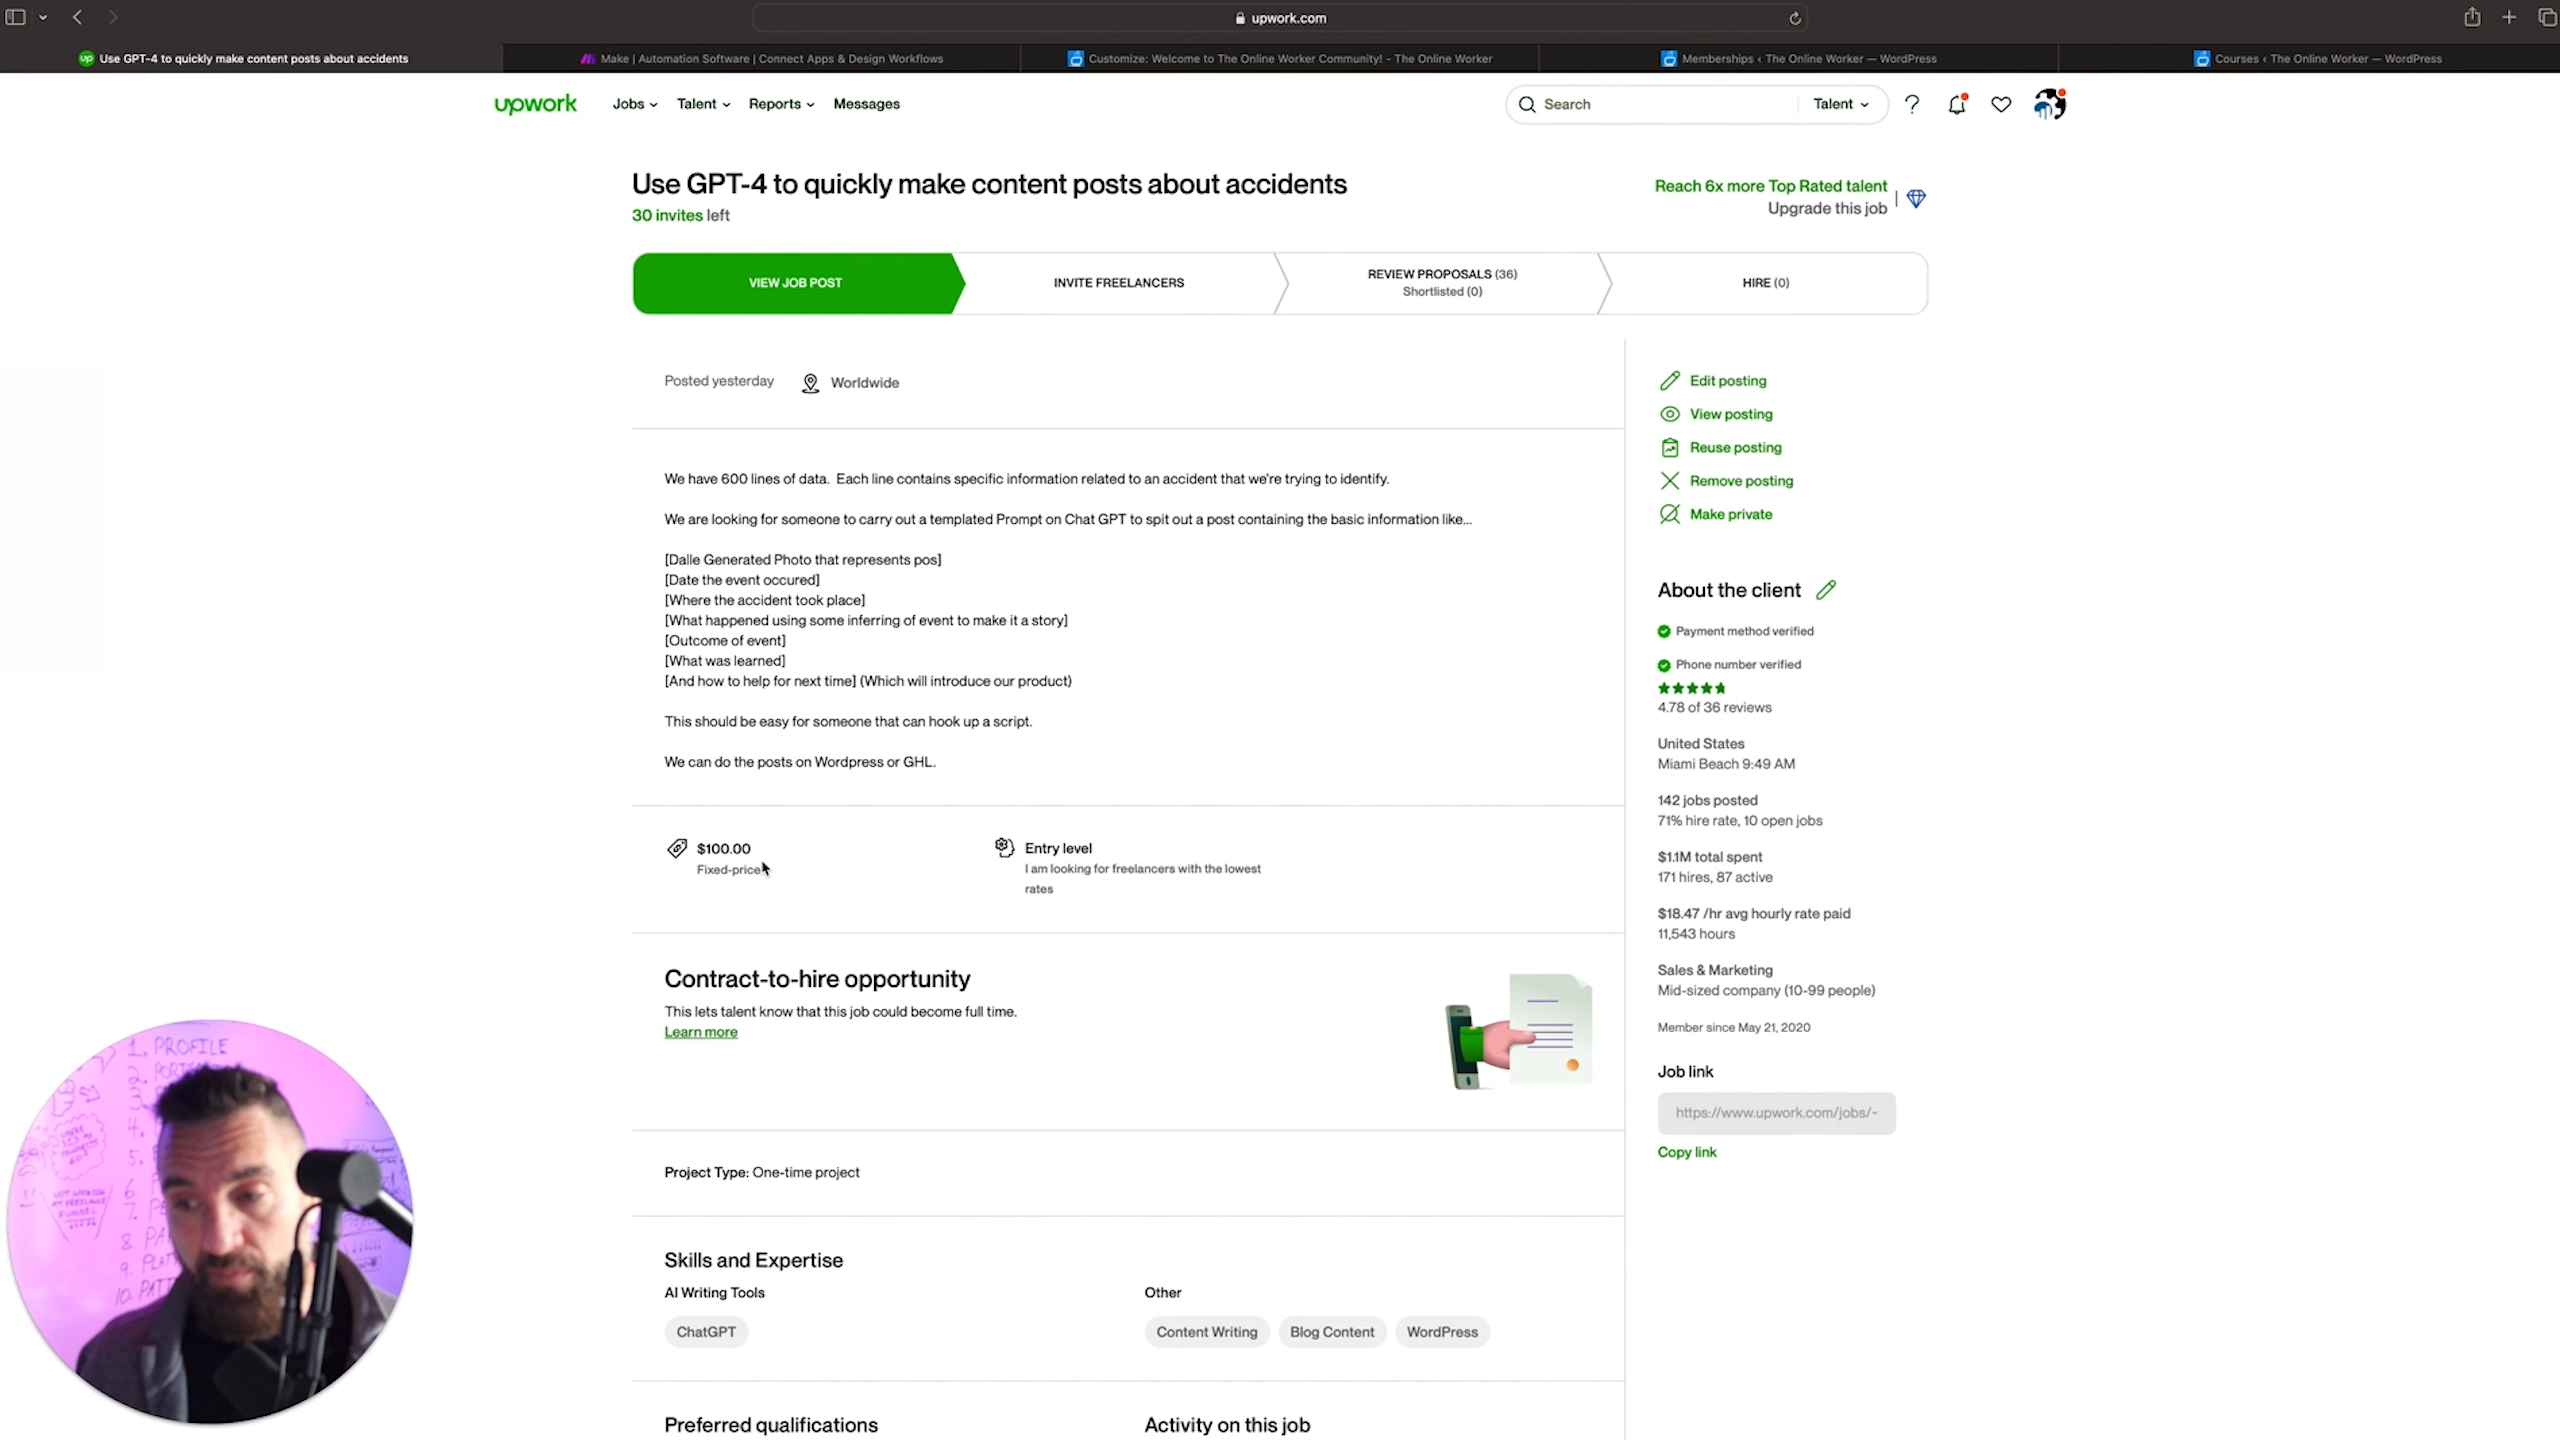 upwork.com
Use GPT-4 to quickly make content posts about accidents
Make | Automation Software | Connect Apps & Design Workflows
Customize: Welcome to The Online Worker Community! - The Online Worker
Memberships ‹ The Online Worker — WordPress
Courses ‹ The Online Worker — WordPress
upwork
Jobs
Talent
Reports
Messages
Search
Talent
Use GPT-4 to quickly make content posts about accidents
30 invites left
Reach 6x more Top Rated talent
Upgrade this job
VIEW JOB POST
INVITE FREELANCERS
REVIEW PROPOSALS (36)
Shortlisted (0)
HIRE (0)
Posted yesterday
Worldwide
We have 600 lines of data.  Each line contains specific information related to an accident that we're trying to identify.
We are looking for someone to carry out a templated Prompt on Chat GPT to spit out a post containing the basic information like...
[Dalle Generated Photo that represents pos]
[Date the event occured]
[Where the accident took place]
[What happened using some inferring of event to make it a story]
[Outcome of event]
[What was learned]
[And how to help for next time] (Which will introduce our product)
This should be easy for someone that can hook up a script.
We can do the posts on Wordpress or GHL.
$100.00
Fixed-price
Entry level
I am looking for freelancers with the lowest
rates
Contract-to-hire opportunity
This lets talent know that this job could become full time.
Learn more
Project Type: One-time project
Skills and Expertise
AI Writing Tools
ChatGPT
Other
Content Writing
Blog Content
WordPress
Preferred qualifications
Activity on this job
Edit posting
View posting
Reuse posting
Remove posting
Make private
About the client
Payment method verified
Phone number verified
4.78 of 36 reviews
United States
Miami Beach 9:49 AM
142 jobs posted
71% hire rate, 10 open jobs
$1.1M total spent
171 hires, 87 active
$18.47 /hr avg hourly rate paid
11,543 hours
Sales & Marketing
Mid-sized company (10-99 people)
Member since May 21, 2020
Job link
https://www.upwork.com/jobs/~
Copy link
1. PROFILE
2.
3.
4.
5.
6.
7.
8.
9.
10.